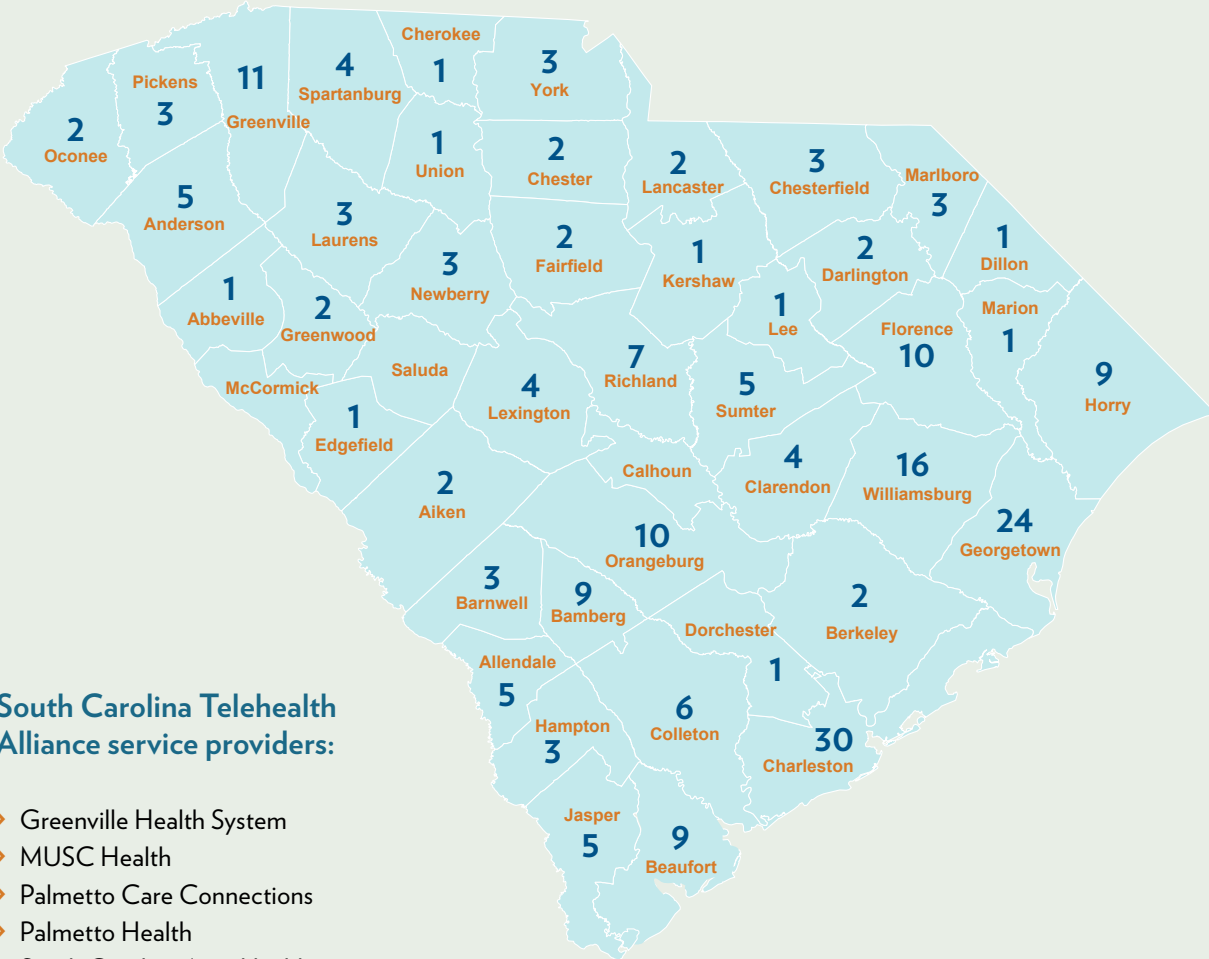 Cherokee
1
3
York
4
Spartanburg
11
Greenville
Pickens
3
2
Oconee
1
Union
2
Chester
2
Lancaster
3
Chesterfield
Marlboro
3
5
Anderson
3
Laurens
2
Fairfield
1
Kershaw
2
Darlington
1
Dillon
3
Newberry
1
Abbeville
2
Greenwood
1
Lee
Florence
10
Marion
1
McCormick
Saluda
7
Richland
9
Horry
4
Lexington
5
Sumter
1
Edgefield
Calhoun
4
Clarendon
16
Williamsburg
2
Aiken
10
Orangeburg
24
Georgetown
3
Barnwell
9
Bamberg
Dorchester
1
2
Berkeley
Allendale
5
Hampton
3
6
Colleton
30
Charleston
Jasper
5
9
Beaufort
South Carolina Telehealth
Alliance service providers:
Greenville Health System
MUSC Health
Palmetto Care Connections
Palmetto Health